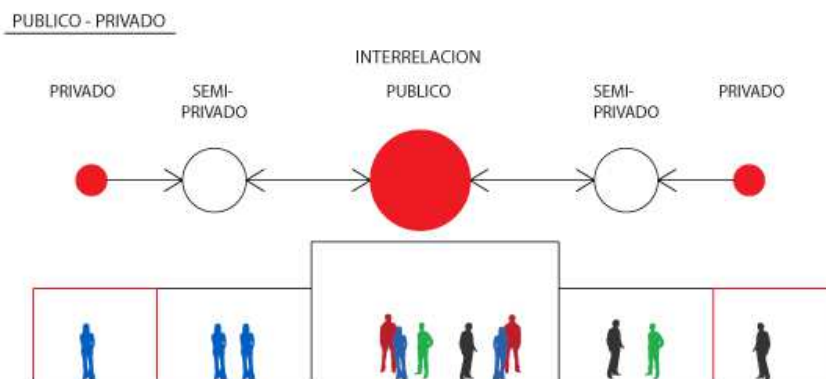 PUBLICO - PRIVADO
INTERRELACION
PRIVADO
SEMI-
PRIVADO
PUBLICO
SEMI-
PRIVADO
PRIVADO